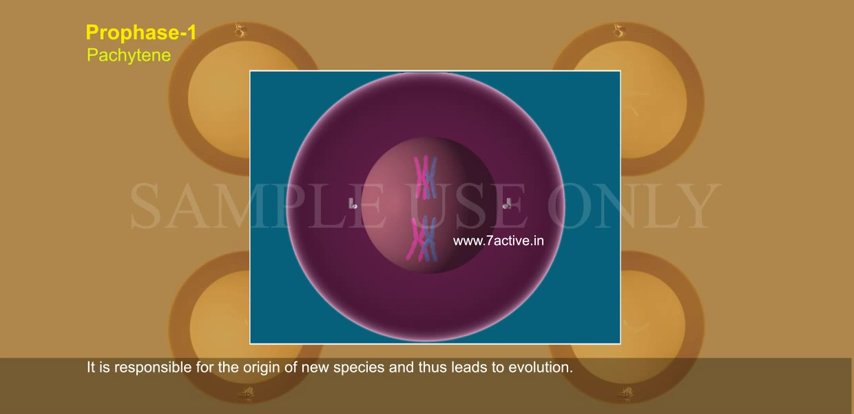 Prophase-1
Pachytene
SAMPLE USE ONLY
www.7active.in
It is responsible for the origin of new species and thus leads to evolution.